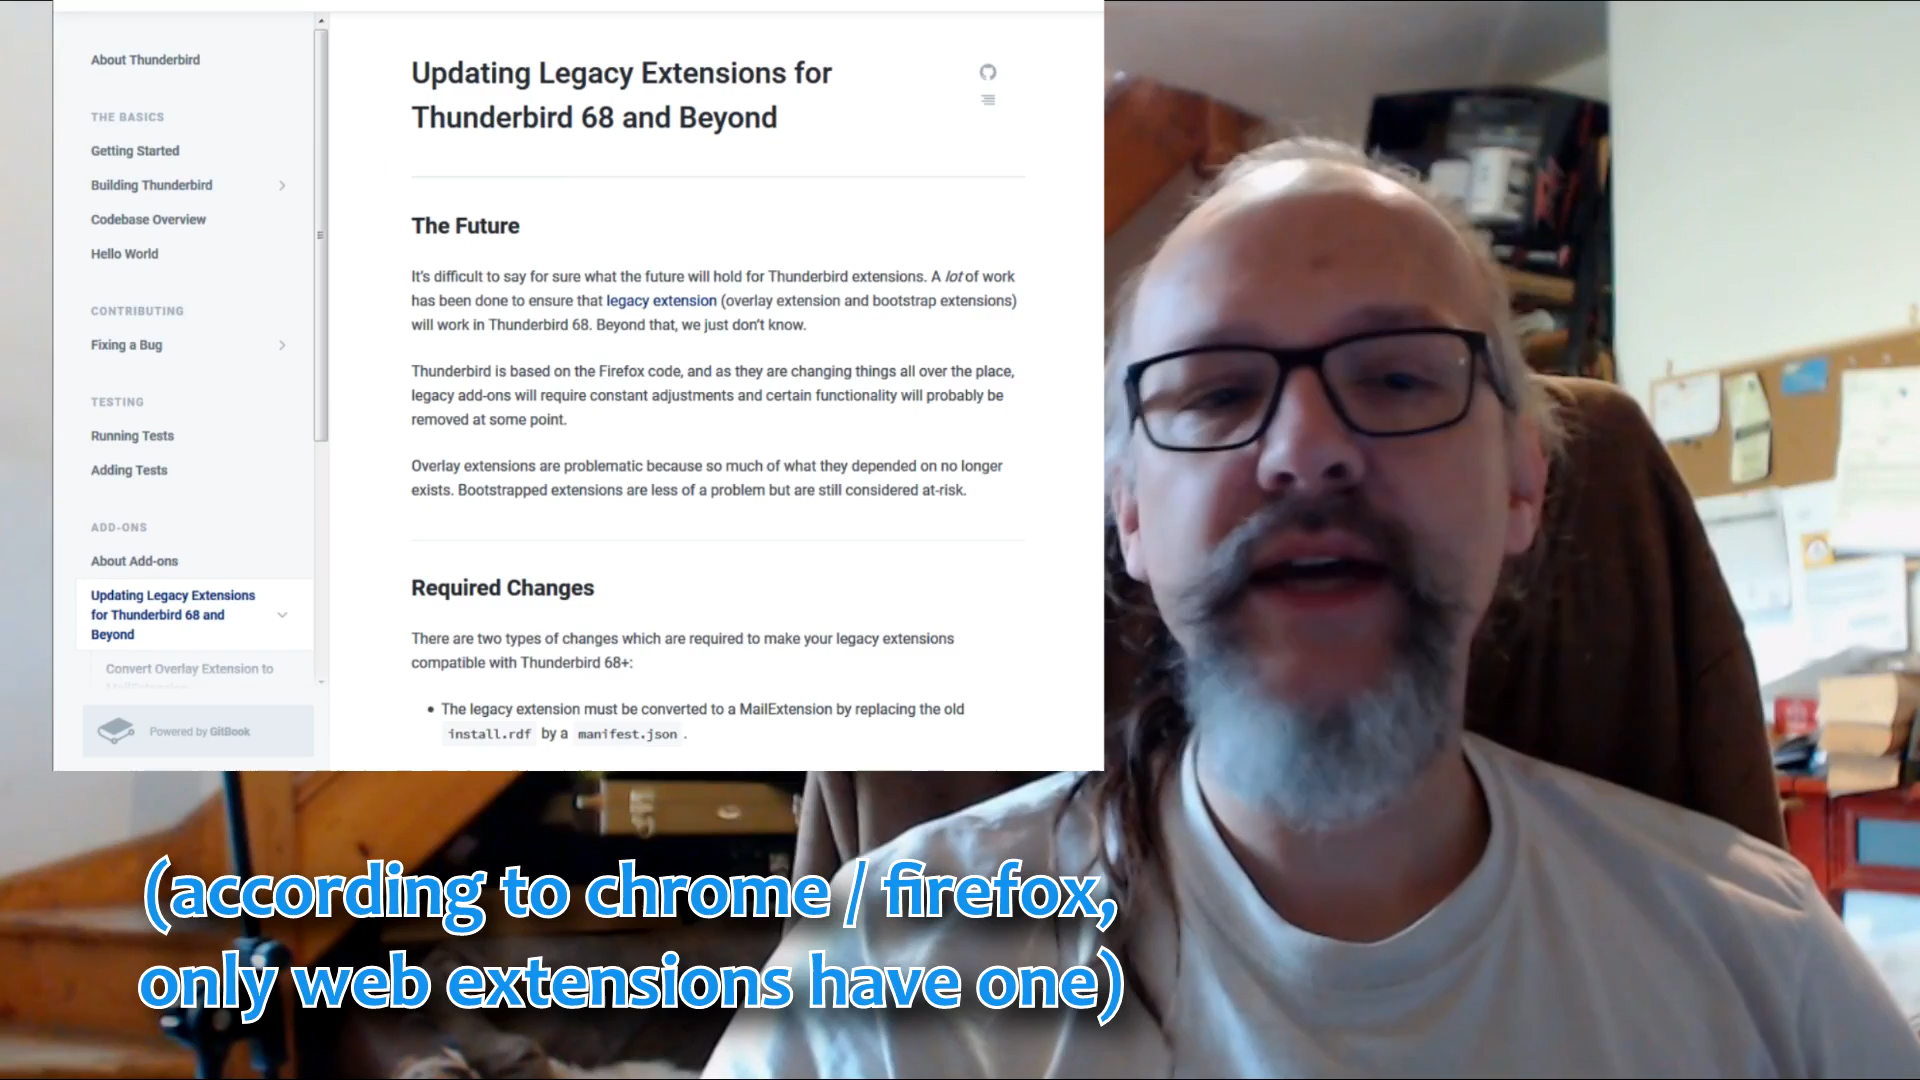 About Thunderbird
THE BASICS
Getting Started
Building Thunderbird
Codebase Overview
Hello World
CONTRIBUTING
Fixing a Bug
TESTING
Running Tests
Adding Tests
ADD-ONS
About Add-ons
Updating Legacy Extensions
for Thunderbird 68 and
Beyond
Convert Overlay Extension to
MailExtension
Powered by GitBook
Updating Legacy Extensions for
Thunderbird 68 and Beyond
The Future
It's difficult to say for sure what the future will hold for Thunderbird extensions. A lot of work
has been done to ensure that legacy extension (overlay extension and bootstrap extensions)
will work in Thunderbird 68. Beyond that, we just don't know.
Thunderbird is based on the Firefox code, and as they are changing things all over the place,
legacy add-ons will require constant adjustments and certain functionality will probably be
removed at some point.
Overlay extensions are problematic because so much of what they depended on no longer
exists. Bootstrapped extensions are less of a problem but are still considered at-risk.
Required Changes
There are two types of changes which are required to make your legacy extensions
compatible with Thunderbird 68+:
• The legacy extension must be converted to a MailExtension by replacing the old
install.rdf by a manifest.json .
(according to chrome / firefox,
only web extensions have one)